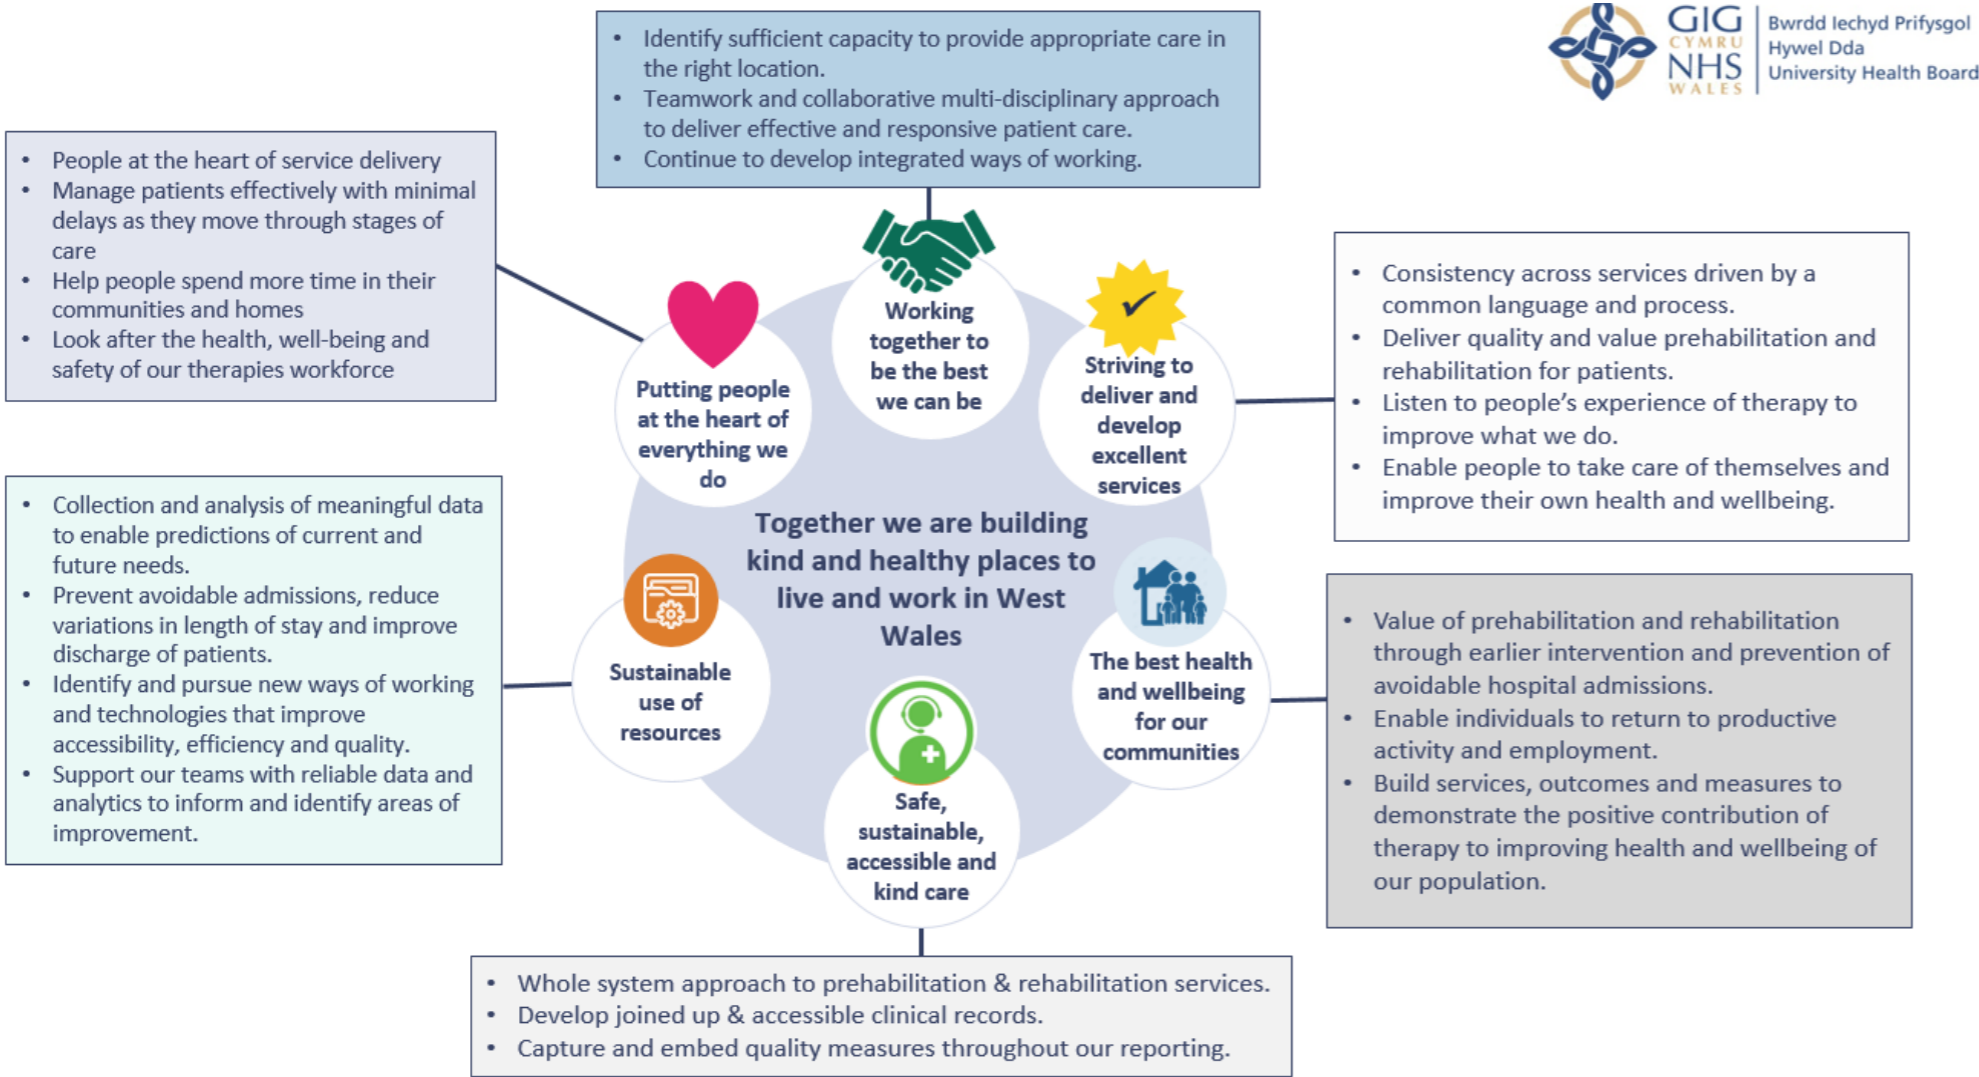 GIG
CYMRU
NHS
WALES
Bwrdd Iechyd Prifysgol
Hywel Dda
University Health Board
• Identify sufficient capacity to provide appropriate care in
the right location.
• Teamwork and collaborative multi-disciplinary approach
to deliver effective and responsive patient care.
• Continue to develop integrated ways of working.
• People at the heart of service delivery
• Manage patients effectively with minimal
delays as they move through stages of
care
• Help people spend more time in their
communities and homes
• Look after the health, well-being and
safety of our therapies workforce
Working
together to
be the best
we can be
Putting people
at the heart of
everything we
do
Striving to
deliver and
develop
excellent
services
• Consistency across services driven by a
common language and process.
• Deliver quality and value prehabilitation and
rehabilitation for patients.
• Listen to people’s experience of therapy to
improve what we do.
• Enable people to take care of themselves and
improve their own health and wellbeing.
Together we are building
kind and healthy places to
live and work in West
Wales
• Collection and analysis of meaningful data
to enable predictions of current and
future needs.
• Prevent avoidable admissions, reduce
variations in length of stay and improve
discharge of patients.
• Identify and pursue new ways of working
and technologies that improve
accessibility, efficiency and quality.
• Support our teams with reliable data and
analytics to inform and identify areas of
improvement.
Sustainable
use of
resources
The best health
and wellbeing
for our
communities
• Value of prehabilitation and rehabilitation
through earlier intervention and prevention of
avoidable hospital admissions.
• Enable individuals to return to productive
activity and employment.
• Build services, outcomes and measures to
demonstrate the positive contribution of
therapy to improving health and wellbeing of
our population.
Safe,
sustainable,
accessible and
kind care
• Whole system approach to prehabilitation & rehabilitation services.
• Develop joined up & accessible clinical records.
• Capture and embed quality measures throughout our reporting.